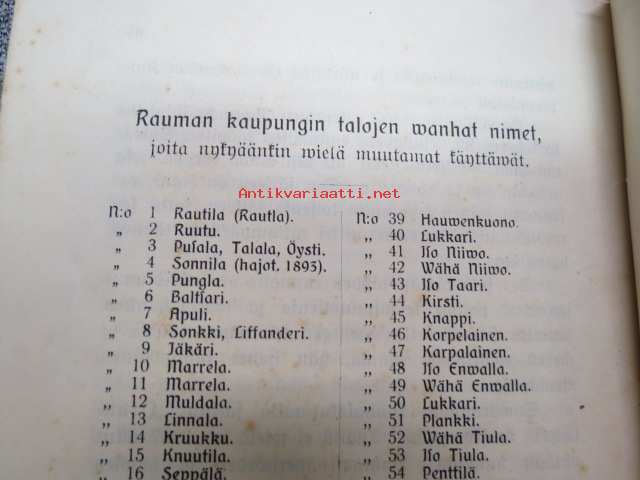 Rauman kaupungin talojen wanhat nimet,
joita nykyäänkin wielä muutamat käyttäwät.
Antikvariaatti.net
N:o 1 Rautila (Rautla).
„ 2 Ruutu.
„ 3 Pusala, Talala, Öysti.
„ 4 Sonnila (hajot. 1893).
„ 5 Pungla.
„ 6 Baltsari.
„ 7 Apuli.
„ 8 Sonkki, Liffanderi.
„ 9 Jäkäri.
„ 10 Marrela.
„ 11 Marrela.
„ 12 Muldala.
„ 13 Linnala.
„ 14 Kruukku.
„ 15 Knuutila.
„ 16 Seppälä.
N:o 39 Hauwenkuono.
„ 40 Lukkari.
„ 41 Iso Niiwo.
„ 42 Wähä Niiwo.
„ 43 Iso Taari.
„ 44 Kirsti.
„ 45 Knappi.
„ 46 Korpelainen.
„ 47 Karpalainen.
„ 48 Iso Enwalla.
„ 49 Wähä Enwalla.
„ 50 Lukkari.
„ 51 Plankki.
„ 52 Wähä Tiula.
„ 53 Iso Tiula.
„ 54 Penttilä.